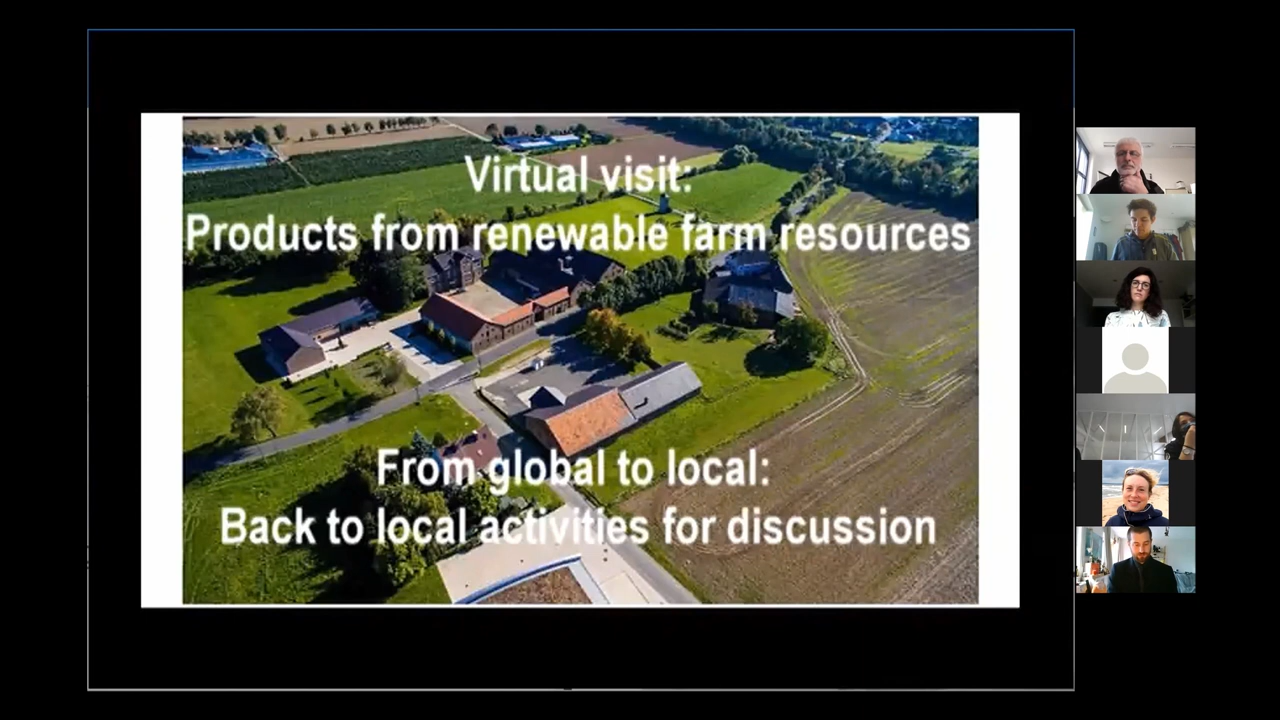 Virtual visit:
Products from renewable farm resources
From global to local:
Back to local activities for discussion